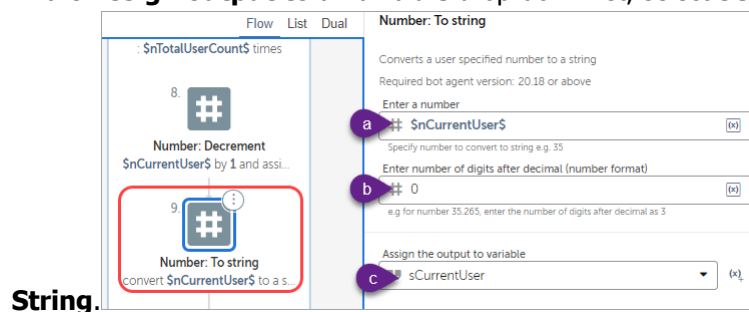 Flow List Dual
Number: To string
: $nTotalUserCount$ times
Converts a user specified number to a string
Required bot agent version: 20.18 or above
8.
Enter a number
a
# $nCurrentUser$
(x)
Specify number to convert to string e.g. 35
Number: Decrement
$nCurrentUser$ by 1 and assi...
Enter number of digits after decimal (number format)
b
# 0
(x)
e.g for number 35.265, enter the number of digits after decimal as 3
9.
Number: To string
convert $nCurrentUser$ to a s...
Assign the output to variable
c
sCurrentUser
(x)
String.